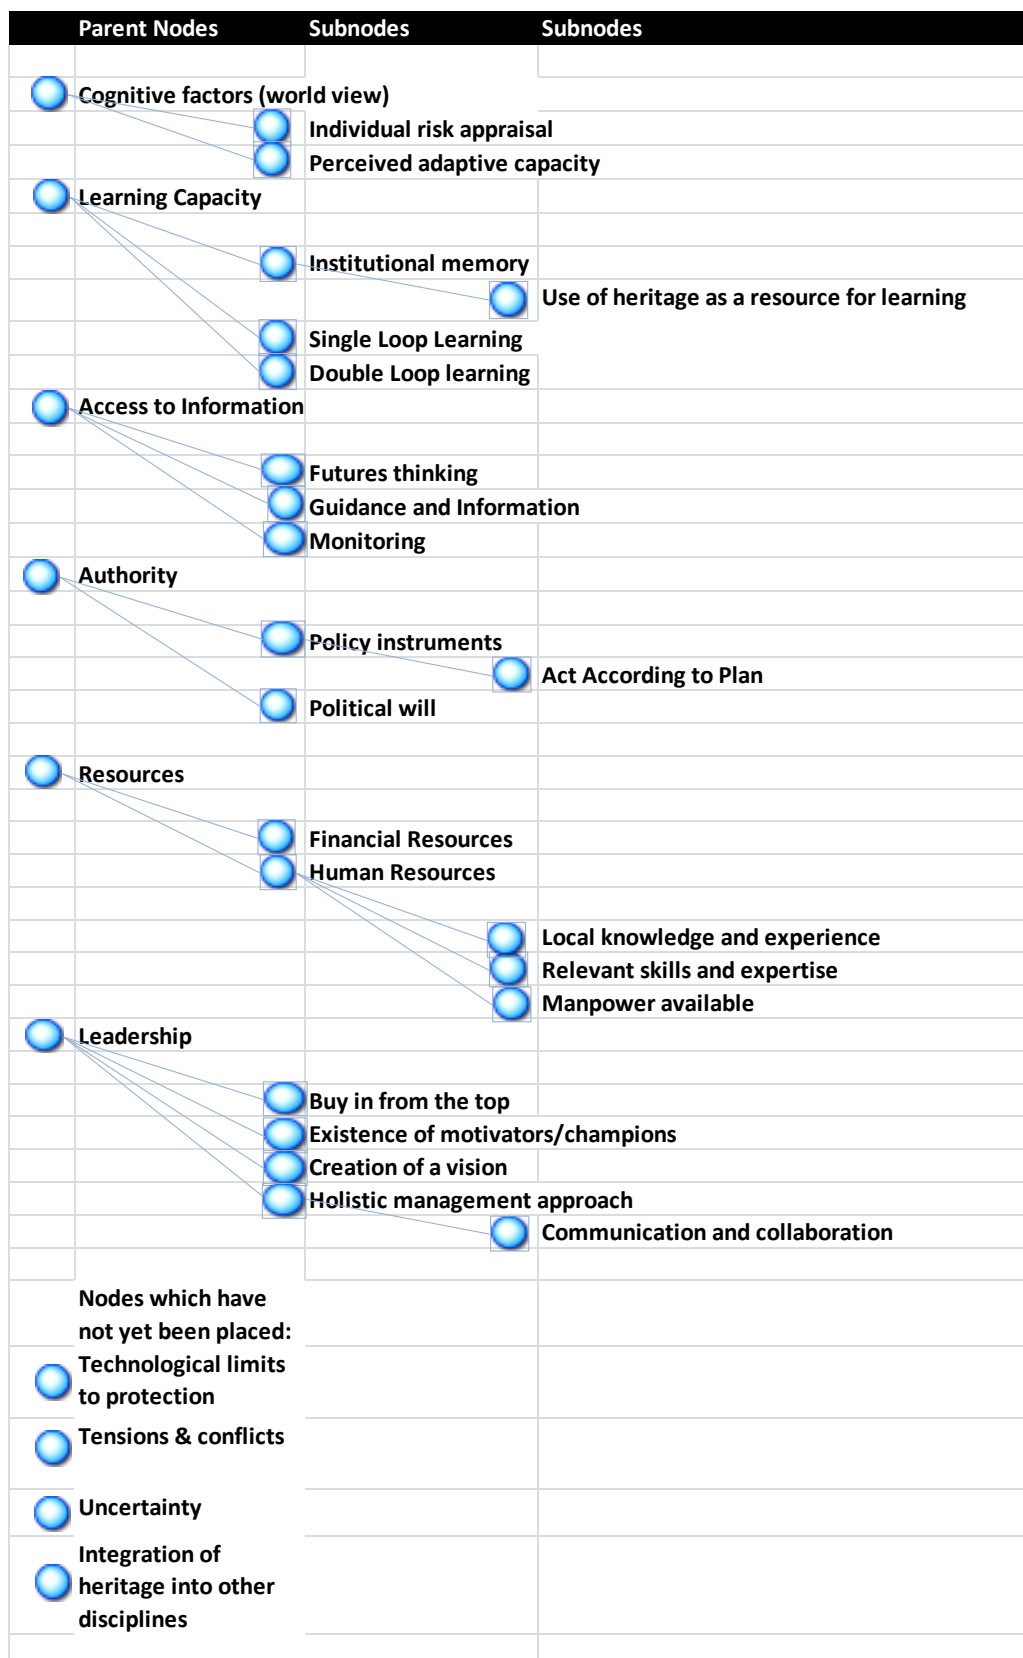 Parent Nodes Subnodes Subnodes
Cognitive factors (world view)
Individual risk appraisal
Perceived adaptive capacity
Learning Capacity
Institutional memory
Use of heritage as a resource for learning
Single Loop Learning
Double Loop learning
Access to Information
Futures thinking
Guidance and Information
Monitoring
Authority
Policy instruments
Act According to Plan
Political will
Resources
Financial Resources
Human Resources
Local knowledge and experience
Relevant skills and expertise
Manpower available
Leadership
Buy in from the top
Existence of motivators/champions
Creation of a vision
Holistic management approach
Communication and collaboration
Nodes which have
not yet been placed:
Technological limits
to protection
Tensions & conflicts
Uncertainty
Integration of
heritage into other
disciplines